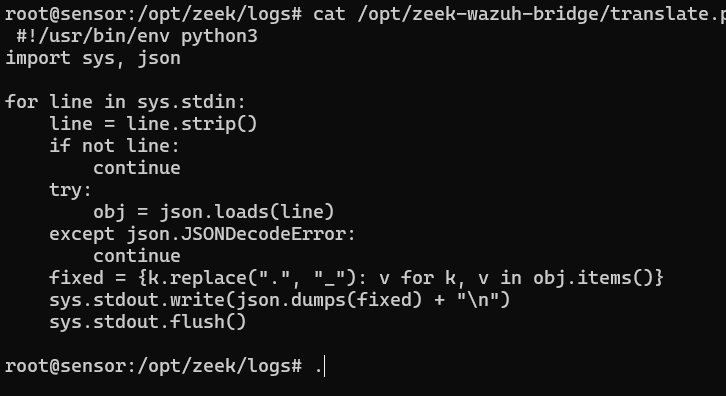 root@sensor:/opt/zeek/logs# cat /opt/zeek-wazuh-bridge/translate.p
 #!/usr/bin/env python3
import sys, json

for line in sys.stdin:
    line = line.strip()
    if not line:
        continue
    try:
        obj = json.loads(line)
    except json.JSONDecodeError:
        continue
    fixed = {k.replace(".", "_"): v for k, v in obj.items()}
    sys.stdout.write(json.dumps(fixed) + "\n")
    sys.stdout.flush()

root@sensor:/opt/zeek/logs# .